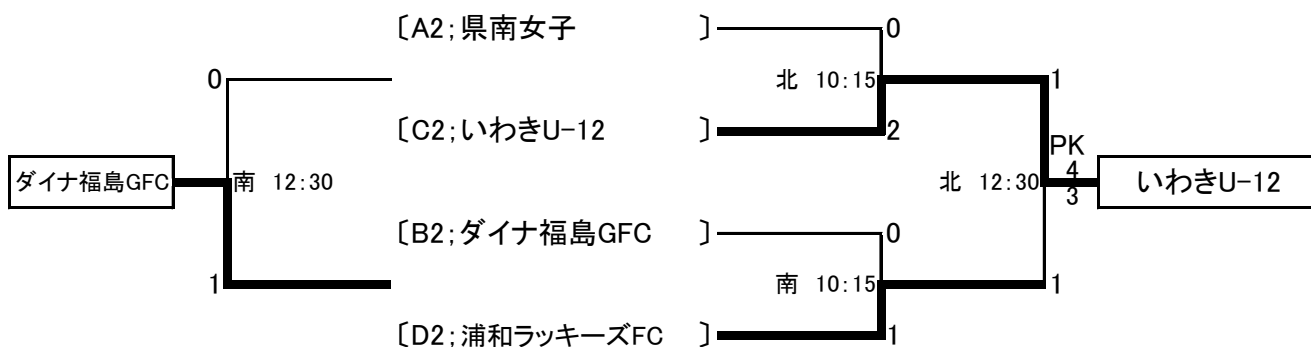 〔A2;県南女子 〕 0
0 北 10:15 1
〔C2;いわきU-12 〕 2
PK
ダイナ福島GFC 南 12:30 北 12:30 4 いわきU-12
3
〔B2;ダイナ福島GFC 〕 0
1 南 10:15 1
〔D2;浦和ラッキーズFC 〕 1